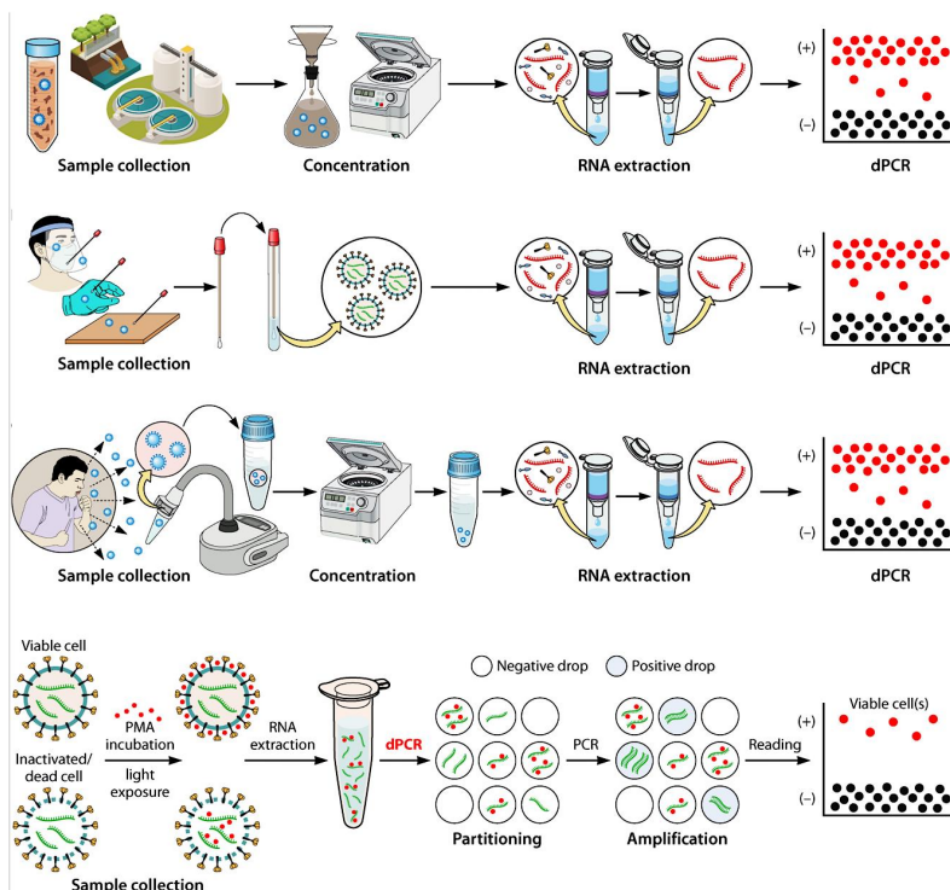 (+)
(−)
Sample collection
Concentration
RNA extraction
dPCR
(+)
(−)
Sample collection
RNA extraction
dPCR
(+)
(−)
Sample collection
Concentration
RNA extraction
dPCR
Viable cell
Negative drop
Positive drop
Viable cell(s)
(+)
PMA
incubation
RNA
extraction
dPCR
PCR
Reading
Inactivated/
dead cell
light
exposure
(−)
Partitioning
Amplification
Sample collection